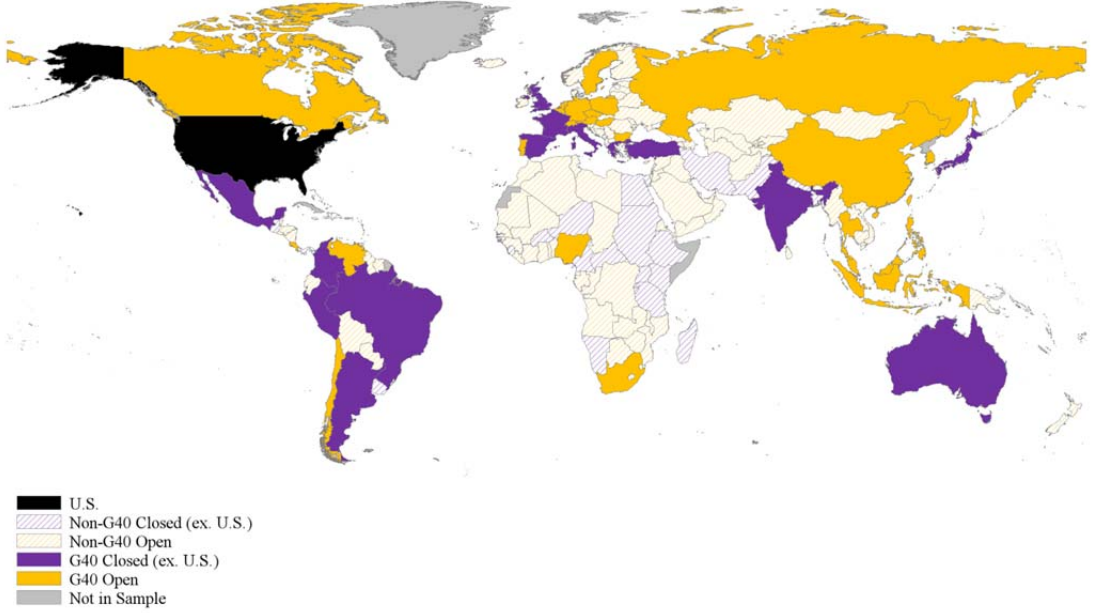 U.S.
Non-G40 Closed (ex. U.S.)
Non-G40 Open
G40 Closed (ex. U.S.)
G40 Open
Not in Sample